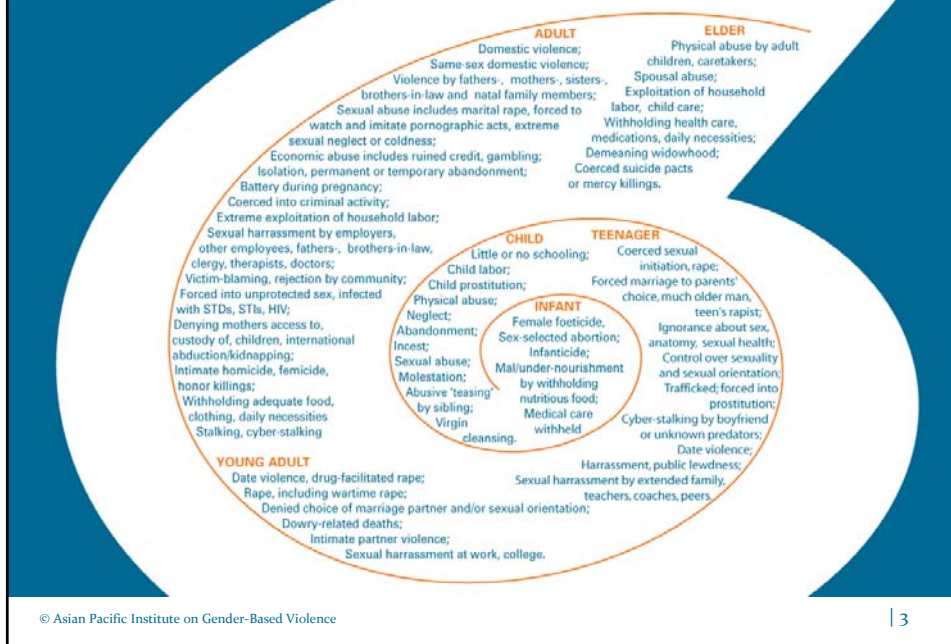 ADULT
Domestic violence;
Same-sex domestic violence;
Violence by fathers-, mothers-, sisters-,
brothers-in-law and natal family members;
Sexual abuse includes marital rape, forced to
watch and imitate pornographic acts, extreme
sexual neglect or coldness;
Economic abuse includes ruined credit, gambling;
Isolation, permanent or temporary abandonment;
Battery during pregnancy;
Coerced into criminal activity;
Extreme exploitation of household labor;
Sexual harrassment by employers,
other employees, fathers-, brothers-in-law,
clergy, therapists, doctors;
Victim-blaming, rejection by community;
Forced into unprotected sex, infected
with STDs, STIs, HIV;
Denying mothers access to,
custody of, children, international
abduction/kidnapping;
Intimate homicide, femicide,
honor killings;
Withholding adequate food,
clothing, daily necessities
Stalking, cyber-stalking
ELDER
Physical abuse by adult
children, caretakers;
Spousal abuse;
Exploitation of household
labor, child care;
Withholding health care,
medications, daily necessities;
Demeaning widowhood;
Coerced suicide pacts
or mercy killings.
CHILD
Little or no schooling;
Child labor;
Child prostitution;
Physical abuse;
Neglect;
Abandonment;
Incest;
Sexual abuse;
Molestation;
Abusive 'teasing'
by sibling;
Virgin
cleansing.
TEENAGER
Coerced sexual
initiation, rape;
Forced marriage to parents'
choice, much older man,
teen's rapist;
Ignorance about sex,
anatomy, sexual health;
Control over sexuality
and sexual orientation;
Trafficked; forced into
prostitution;
Cyber-stalking by boyfriend
or unknown predators;
Date violence;
Harrassment, public lewdness;
Sexual harrassment by extended family,
teachers, coaches, peers.
INFANT
Female foeticide,
Sex-selected abortion;
Infanticide;
Mal/under-nourishment
by withholding
nutritious food;
Medical care
withheld
YOUNG ADULT
Date violence, drug-facilitated rape;
Rape, including wartime rape;
Denied choice of marriage partner and/or sexual orientation;
Dowry-related deaths;
Intimate partner violence;
Sexual harrassment at work, college.
© Asian Pacific Institute on Gender-Based Violence
| 3